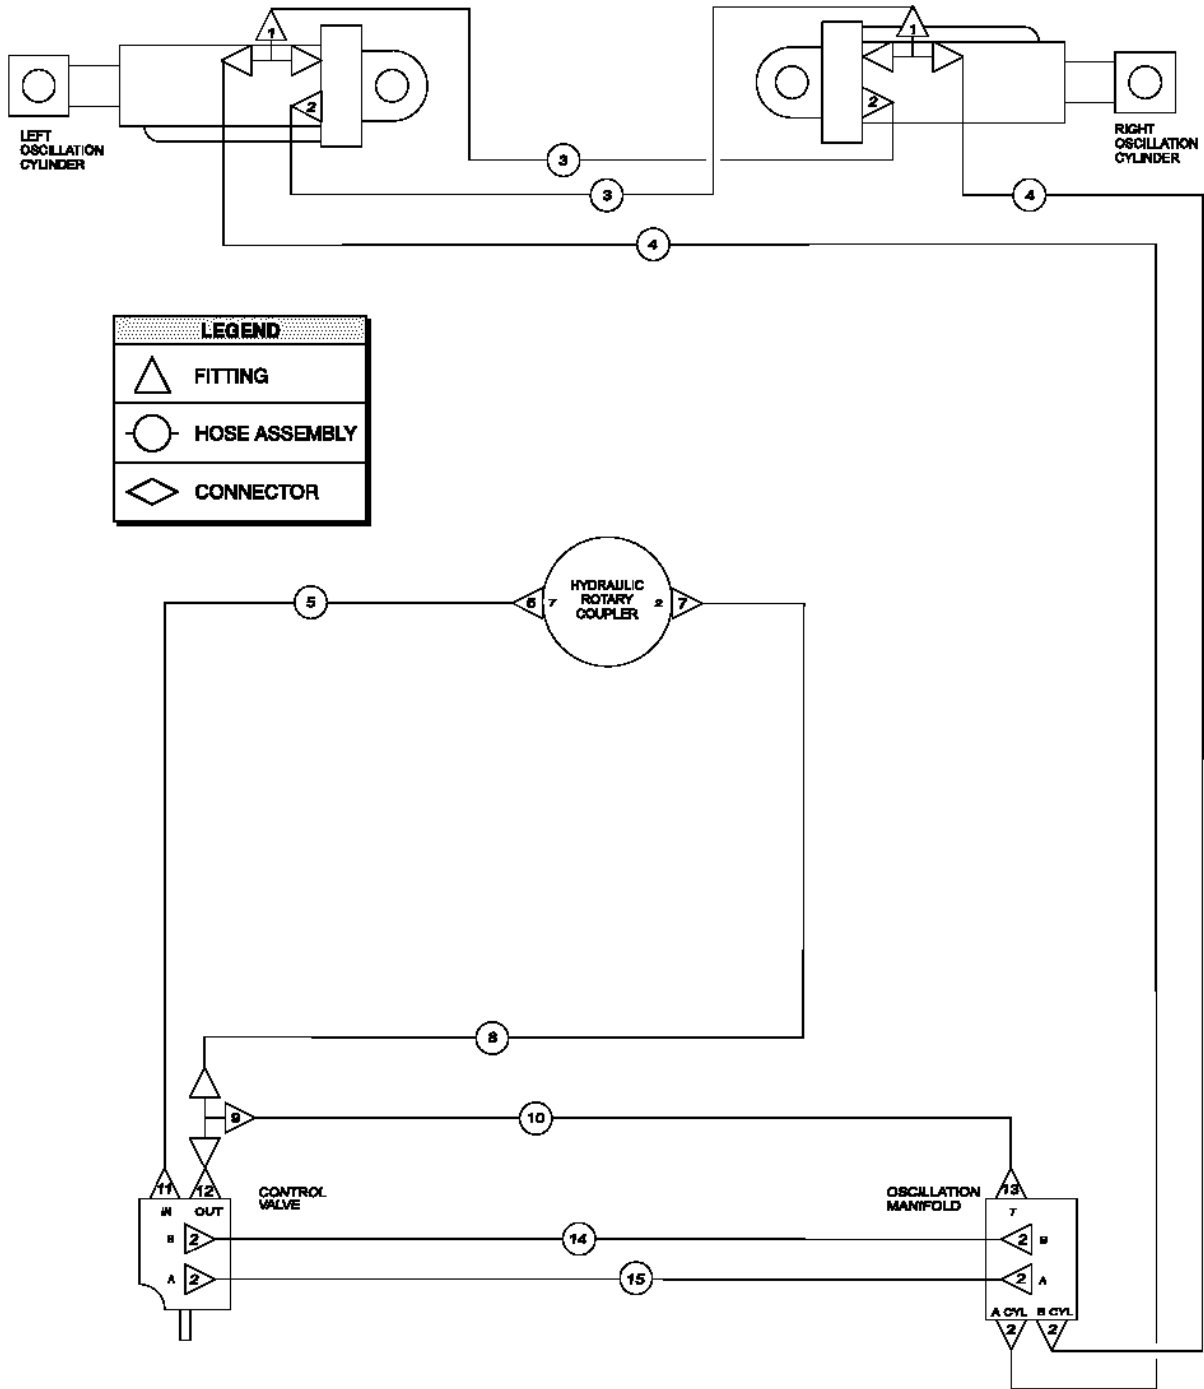 1
1
2
2
LEFT
OSCILLATION
CYLINDER
RIGHT
OSCILLATION
CYLINDER
3
3
4
4
LEGEND
FITTING
HOSE ASSEMBLY
CONNECTOR
5
6
7
HYDRAULIC
ROTARY
COUPLER
2
7
8
9
10
11
12
IN
OUT
CONTROL
VALVE
OSCILLATION
MANIFOLD
13
T
B
2
14
2
B
A
2
15
2
A
A CYL
B CYL
2
2